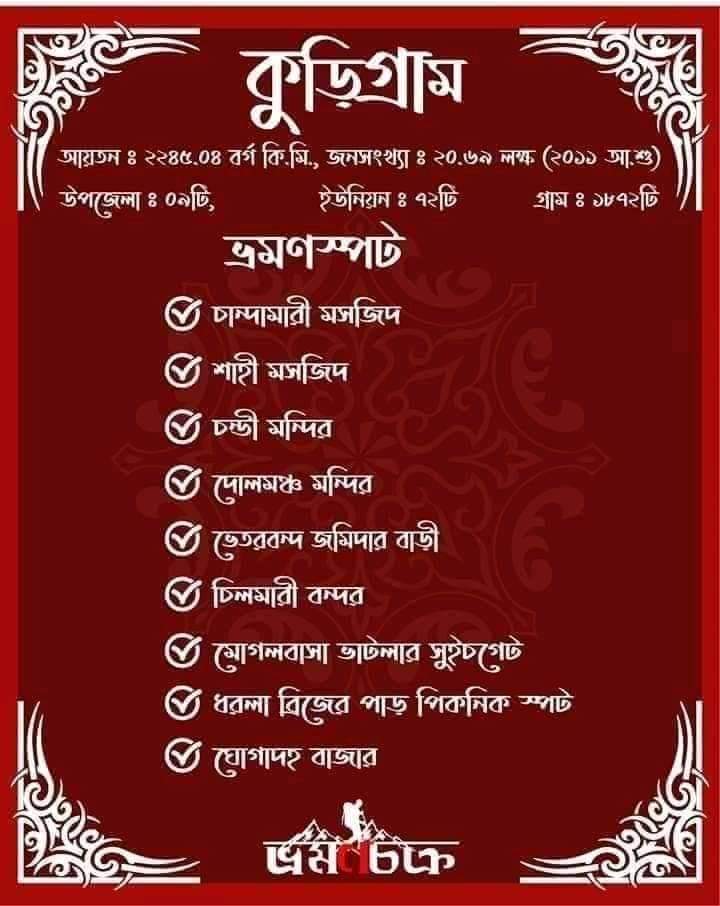 কুড়িগ্রাম
আয়তন ঃ ২২৪৫.০৪ বর্গ কি.মি., জনসংখ্যা ঃ ২০.৬৯ লক্ষ (২০১১ আ.শু)
উপজেলা ঃ ০৯টি, ইউনিয়ন ঃ ৭২টি গ্রাম ঃ ১৮৭২টি
ভ্রমণস্পট
চান্দামারী মসজিদ
শাহী মসজিদ
চন্ডী মন্দির
দোলমঞ্চ মন্দির
ভেতরবন্দ জমিদার বাড়ী
চিলমারী বন্দর
মোগলবাসা ভাটলার সুইচগেট
ধরলা ব্রিজের পাড় পিকনিক স্পট
ঘোগাদহ বাজার
ভ্রমণচক্র